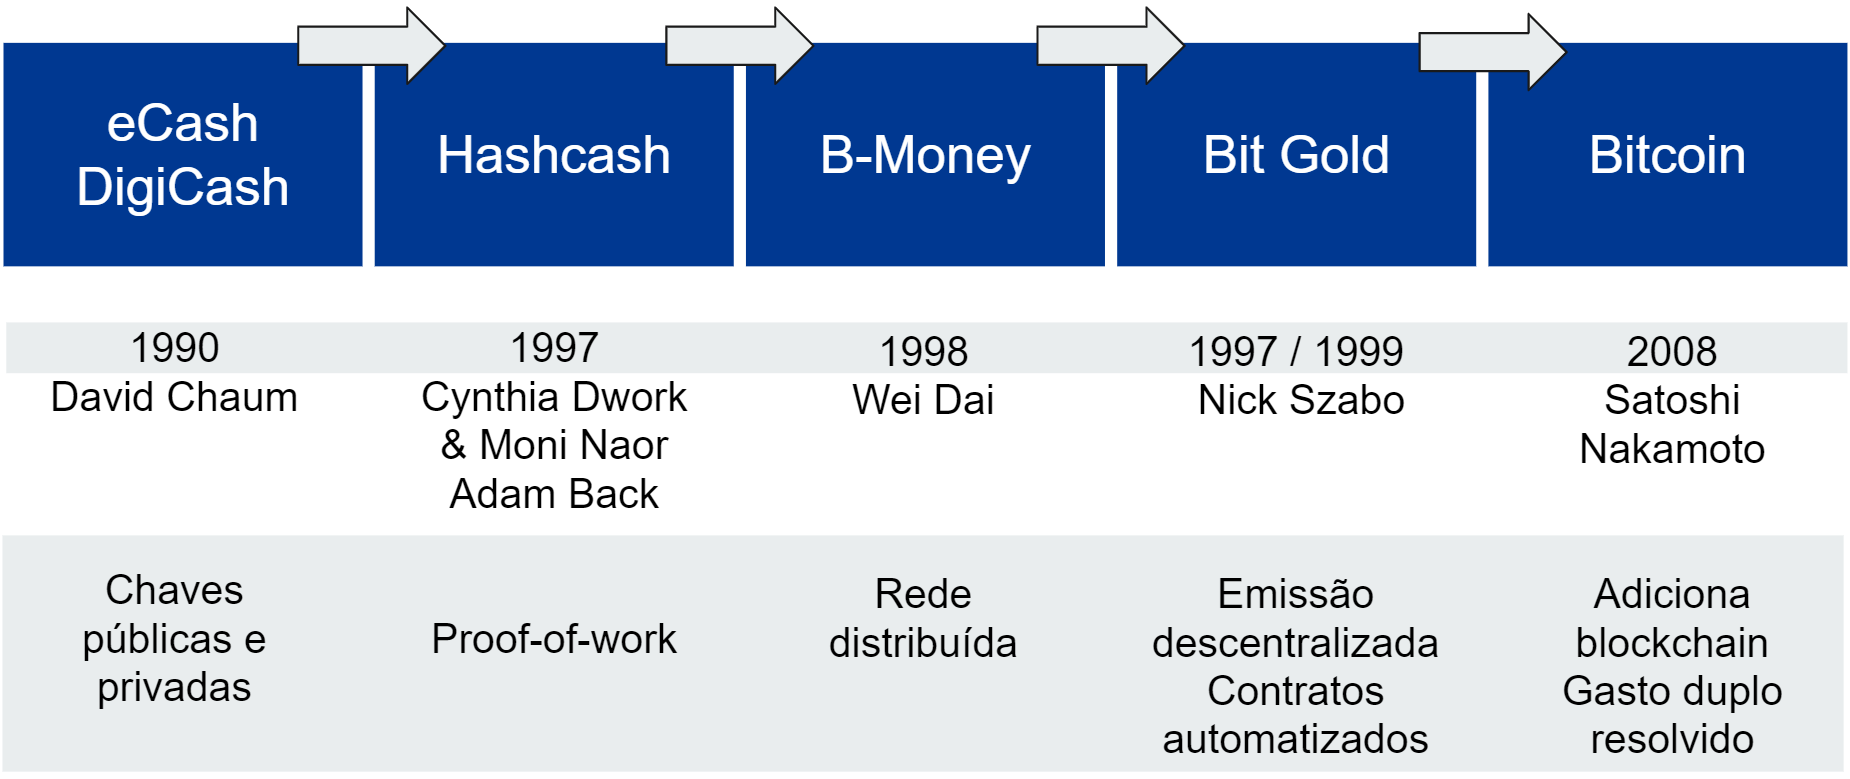 eCash
DigiCash
Hashcash
B-Money
Bit Gold
Bitcoin
1990
1997
1998
1997 / 1999
2008
David Chaum
Cynthia Dwork
& Moni Naor
Adam Back
Wei Dai
Nick Szabo
Satoshi
Nakamoto
Chaves
públicas e
privadas
Proof-of-work
Rede
distribuída
Emissão
descentralizada
Contratos
automatizados
Adiciona
blockchain
Gasto duplo
resolvido